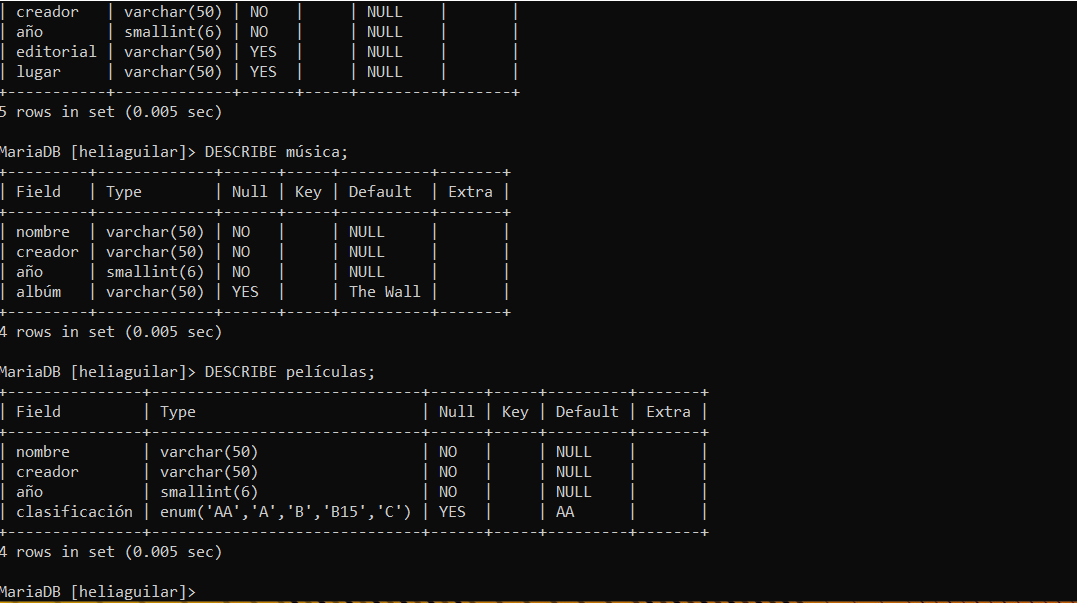 | creador   | varchar(50) | NO   |     | NULL    |       |
| año       | smallint(6) | NO   |     | NULL    |       |
| editorial | varchar(50) | YES  |     | NULL    |       |
| lugar     | varchar(50) | YES  |     | NULL    |       |
+-----------+-------------+------+-----+---------+-------+
5 rows in set (0.005 sec)

MariaDB [heliaguilar]> DESCRIBE música;
+---------+-------------+------+-----+----------+-------+
| Field   | Type        | Null | Key | Default  | Extra |
+---------+-------------+------+-----+----------+-------+
| nombre  | varchar(50) | NO   |     | NULL     |       |
| creador | varchar(50) | NO   |     | NULL     |       |
| año     | smallint(6) | NO   |     | NULL     |       |
| albúm   | varchar(50) | YES  |     | The Wall |       |
+---------+-------------+------+-----+----------+-------+
4 rows in set (0.005 sec)

MariaDB [heliaguilar]> DESCRIBE películas;
+---------------+------------------------------+------+-----+---------+-------+
| Field         | Type                         | Null | Key | Default | Extra |
+---------------+------------------------------+------+-----+---------+-------+
| nombre        | varchar(50)                  | NO   |     | NULL    |       |
| creador       | varchar(50)                  | NO   |     | NULL    |       |
| año           | smallint(6)                  | NO   |     | NULL    |       |
| clasificación | enum('AA','A','B','B15','C') | YES  |     | AA      |       |
+---------------+------------------------------+------+-----+---------+-------+
4 rows in set (0.005 sec)

MariaDB [heliaguilar]>